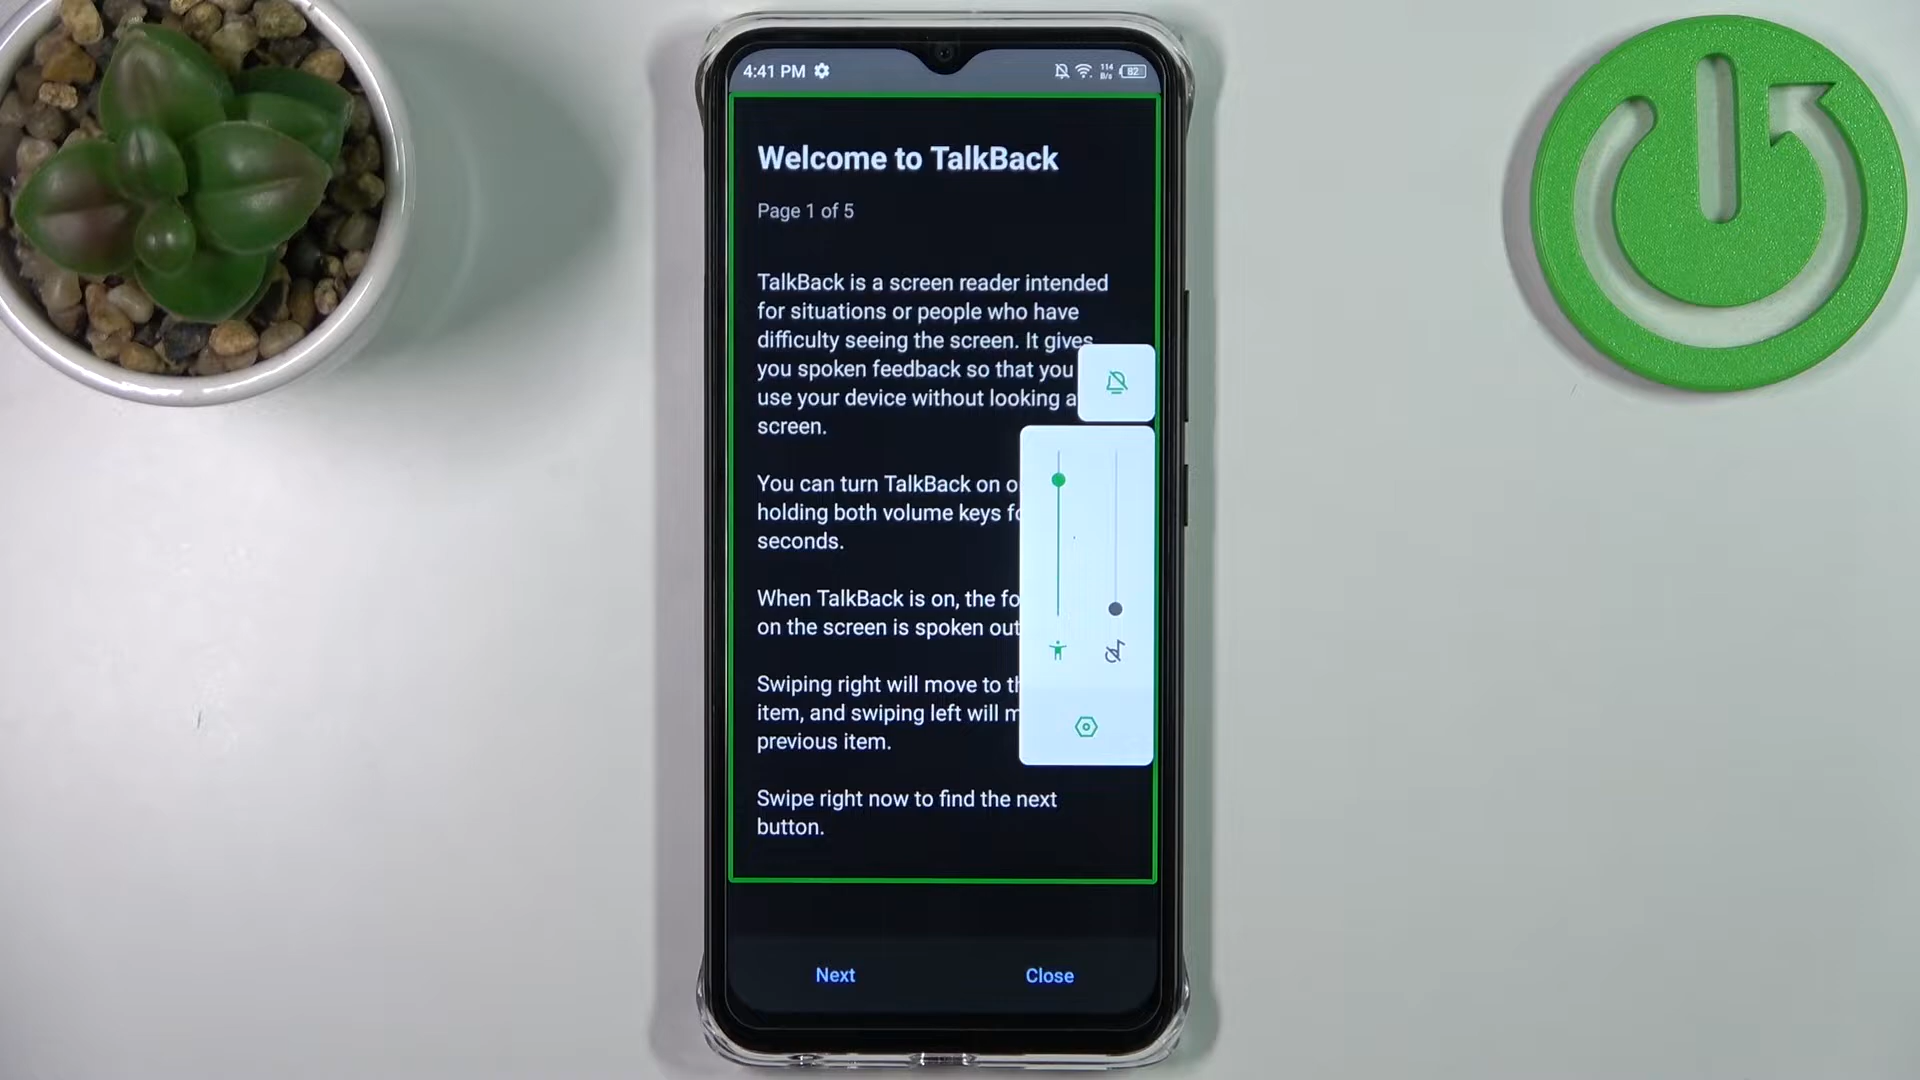 4:41 PM
114
B/s
82
Welcome to TalkBack
Page 1 of 5
TalkBack is a screen reader intended
for situations or people who have
difficulty seeing the screen. It gives
you spoken feedback so that you
use your device without looking a
screen.
You can turn TalkBack on o
holding both volume keys fo
seconds.
When TalkBack is on, the fo
on the screen is spoken out
Swiping right will move to th
item, and swiping left will m
previous item.
Swipe right now to find the next
button.
Next
Close